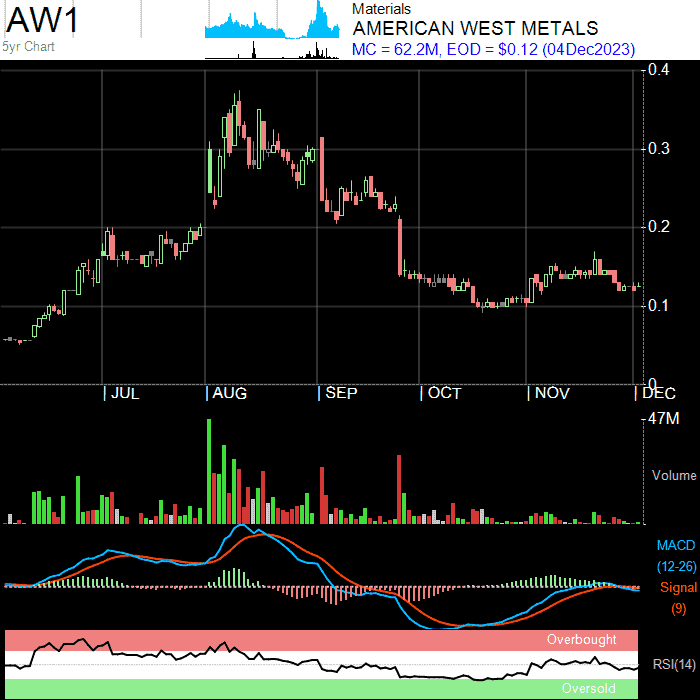 AW1
5yr Chart
Materials
AMERICAN WEST METALS
MC = 62.2M, EOD = $0.12 (04Dec2023)
0.4
0.3
0.2
0.1
0
JUL AUG SEP OCT NOV DEC
47M
Volume
MACD
(12-26)
Signal
(9)
Overbought
RSI(14)
Oversold